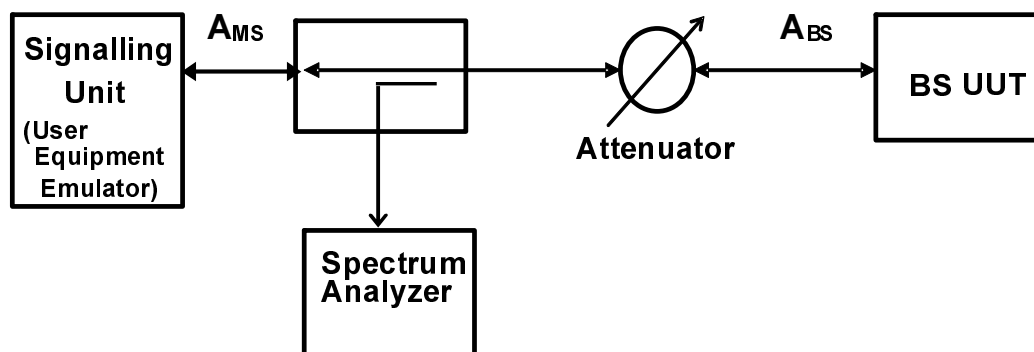 Signalling
Unit
(User
Equipment
Emulator)
AMS
Attenuator
ABS
BS UUT
Spectrum
Analyzer